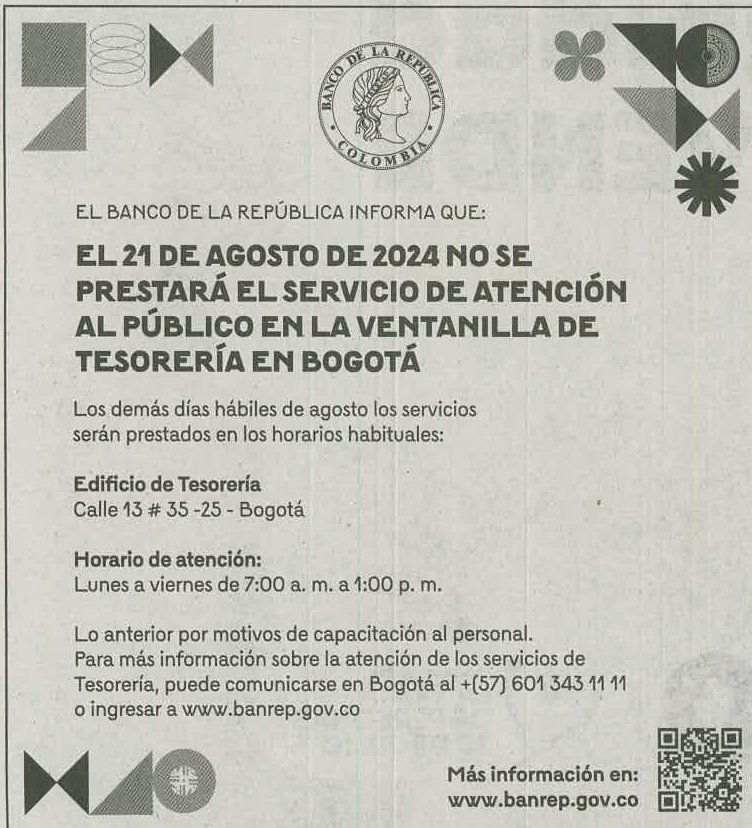 BANCO DE LA REPÚBLICA
COLOMBIA
EL BANCO DE LA REPÚBLICA INFORMA QUE:
EL 21 DE AGOSTO DE 2024 NO SE
PRESTARÁ EL SERVICIO DE ATENCIÓN
AL PÚBLICO EN LA VENTANILLA DE
TESORERÍA EN BOGOTÁ
Los demás días hábiles de agosto los servicios
serán prestados en los horarios habituales:
Edificio de Tesorería
Calle 13 # 35 -25 - Bogotá
Horario de atención:
Lunes a viernes de 7:00 a. m. a 1:00 p. m.
Lo anterior por motivos de capacitación al personal.
Para más información sobre la atención de los servicios de
Tesorería, puede comunicarse en Bogotá al +(57) 601 343 11 11
o ingresar a www.banrep.gov.co
Más información en:
www.banrep.gov.co